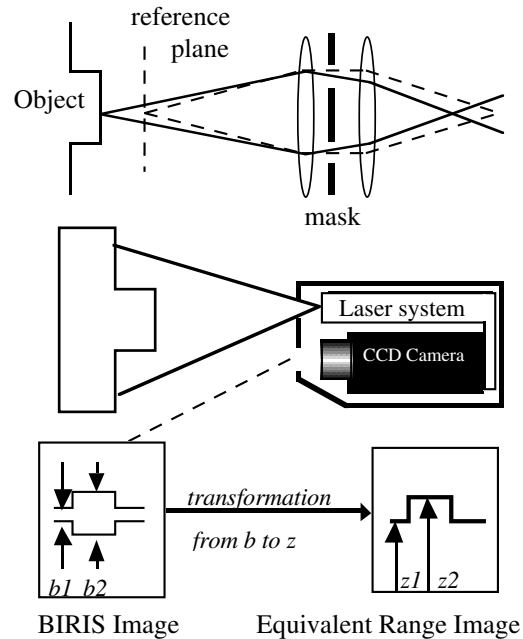 reference
plane
Object
mask
Laser system
CCD Camera
transformation
from b to z
b1 b2
z1 z2
BIRIS Image
Equivalent Range Image